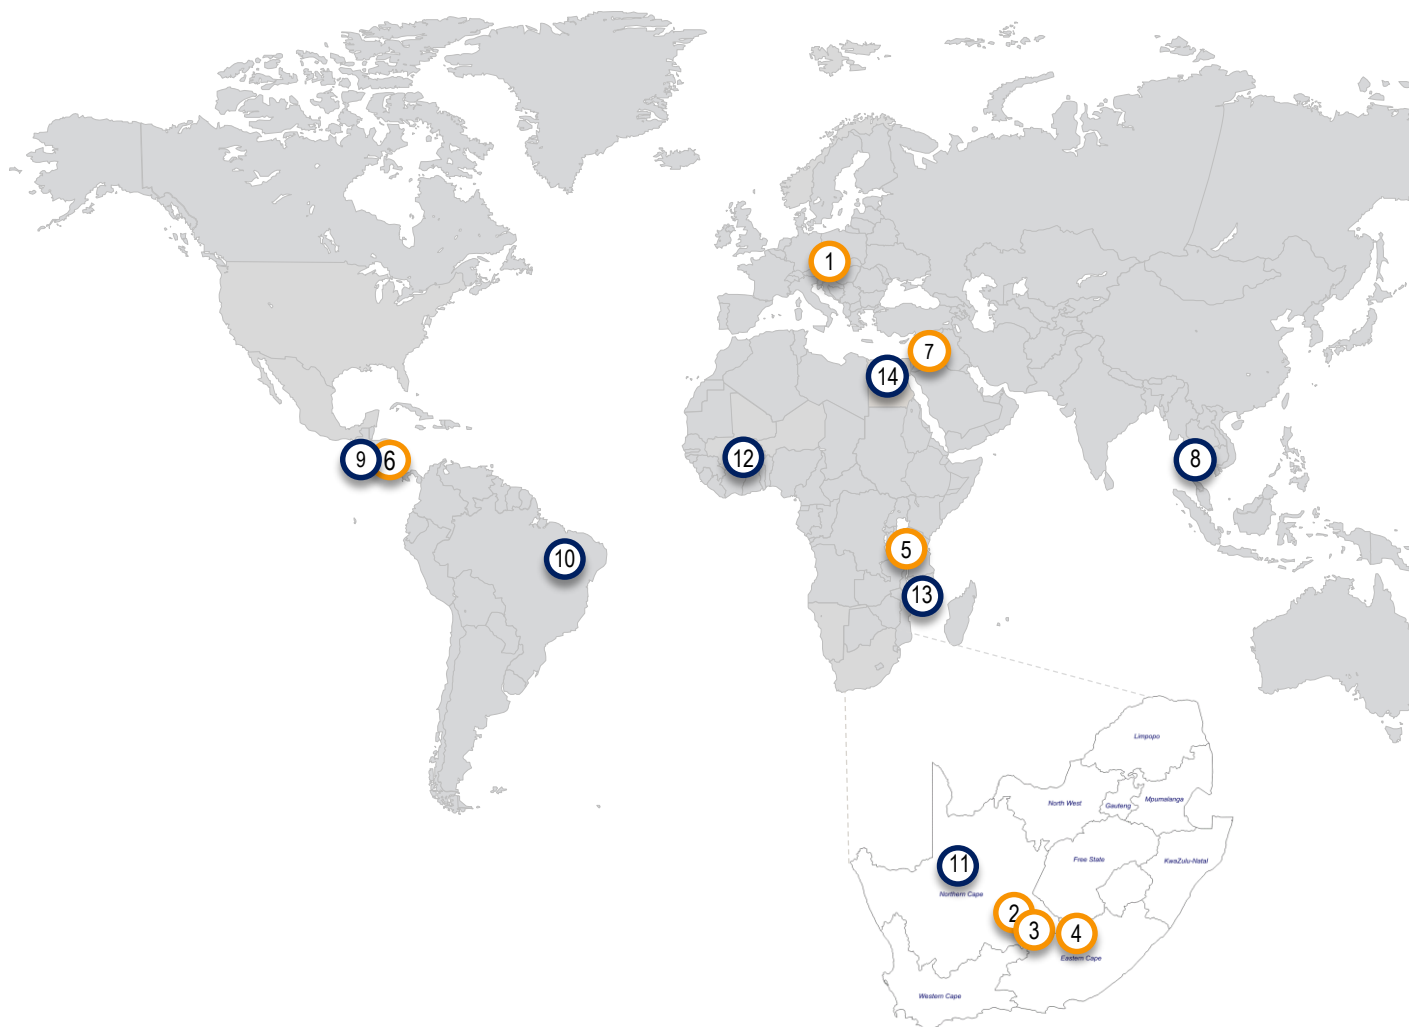 1
7
14
9
6
12
8
10
5
13
Limpopo
North West
Gauteng
Mpumalanga
Free State
KwaZulu-Natal
11
Northern Cape
2
3
4
Eastern Cape
Western Cape